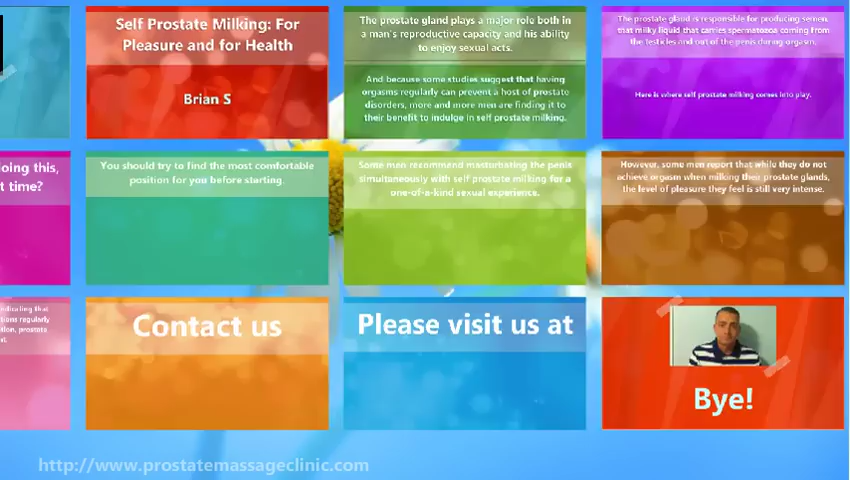 Self Prostate Milking: For
Pleasure and for Health
Brian S
The prostate gland plays a major role both in
a man's reproductive capacity and his ability
to enjoy sexual acts.
And because some studies suggest that having
orgasms regularly can prevent a host of prostate
disorders, more and more men are finding it to
their benefit to indulge in self prostate milking.
The prostate gland is responsible for producing semen,
that milky liquid that carries spermatozoa coming from
the testicles and out of the penis during orgasm.
Here is where self prostate milking comes into play.
oing this,
t time?
You should try to find the most comfortable
position for you before starting.
Some men recommend masturbating the penis
simultaneously with self prostate milking for a
one-of-a-kind sexual experience.
However, some men report that while they do not
achieve orgasm when milking their prostate glands,
the level of pleasure they feel is still very intense.
ndicating that
tions regularly
tion, prostate
Contact us
Please visit us at
Bye!
http://www.prostatemassageclinic.com